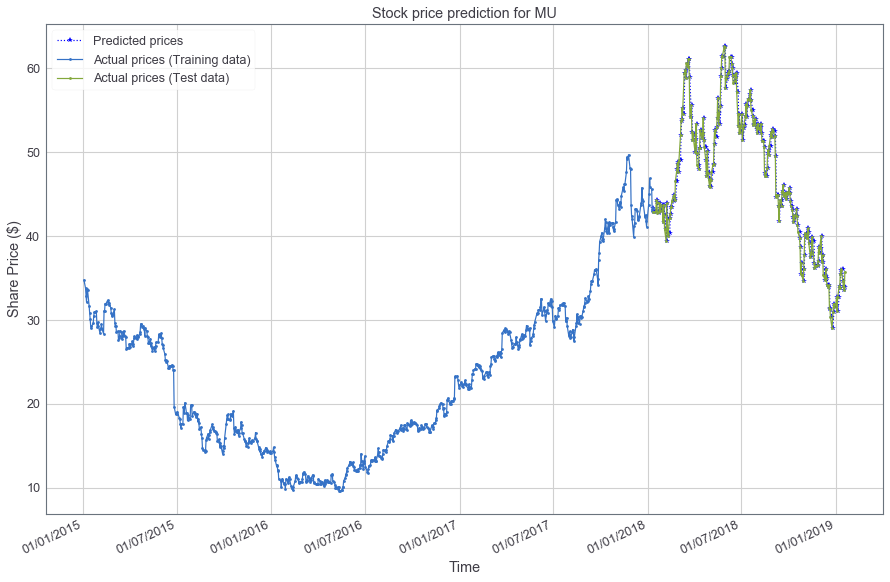 Stock price prediction for MU
Predicted prices
Actual prices (Training data)
Actual prices (Test data)
Share Price ($)
60
50
40
30
20
10
01/01/2015
01/07/2015
01/01/2016
01/07/2016
01/01/2017
01/07/2017
01/01/2018
01/07/2018
01/01/2019
Time